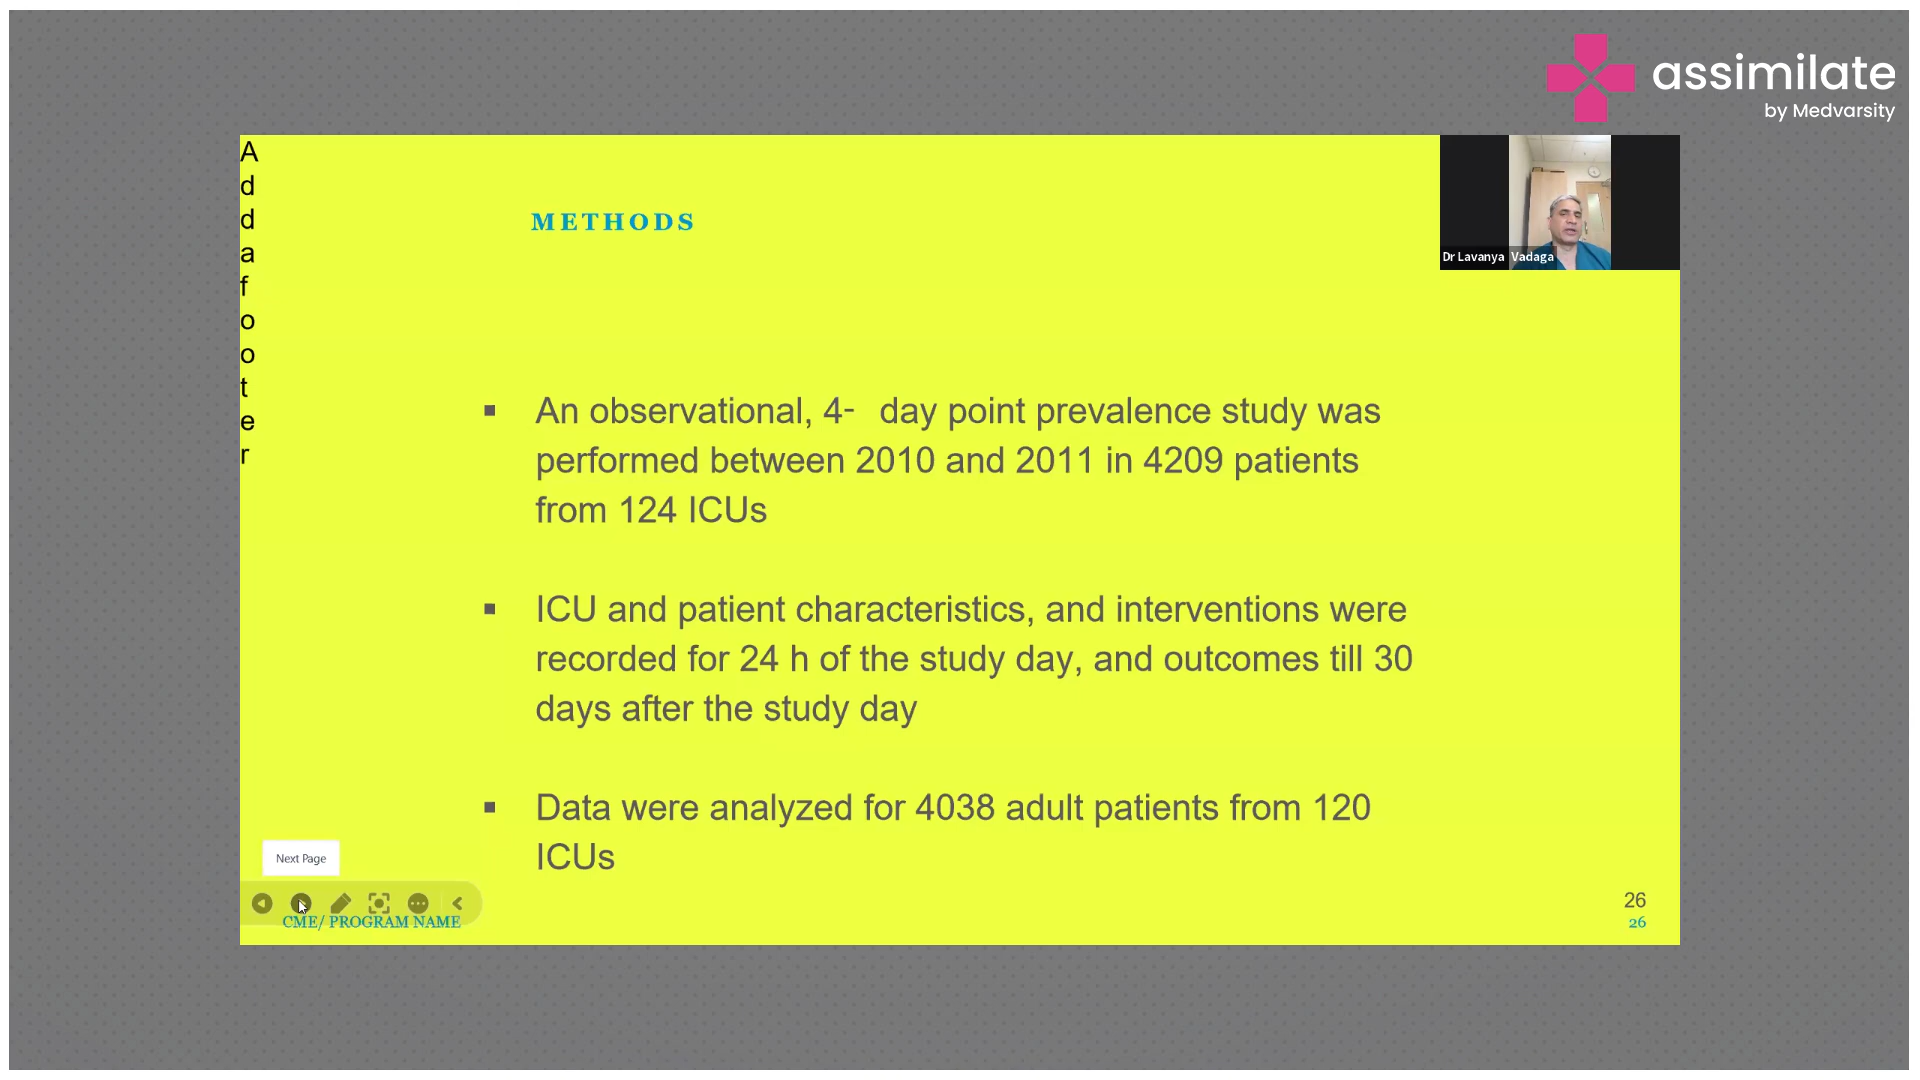 assimilate
by Medvarsity
A
d
d
a
f
o
o
t
e
r
METHODS
Dr Lavanya Vadaga
▪ An observational, 4- day point prevalence study was
performed between 2010 and 2011 in 4209 patients
from 124 ICUs
▪ ICU and patient characteristics, and interventions were
recorded for 24 h of the study day, and outcomes till 30
days after the study day
▪ Data were analyzed for 4038 adult patients from 120
ICUs
Next Page
CME/ PROGRAM NAME
26
26